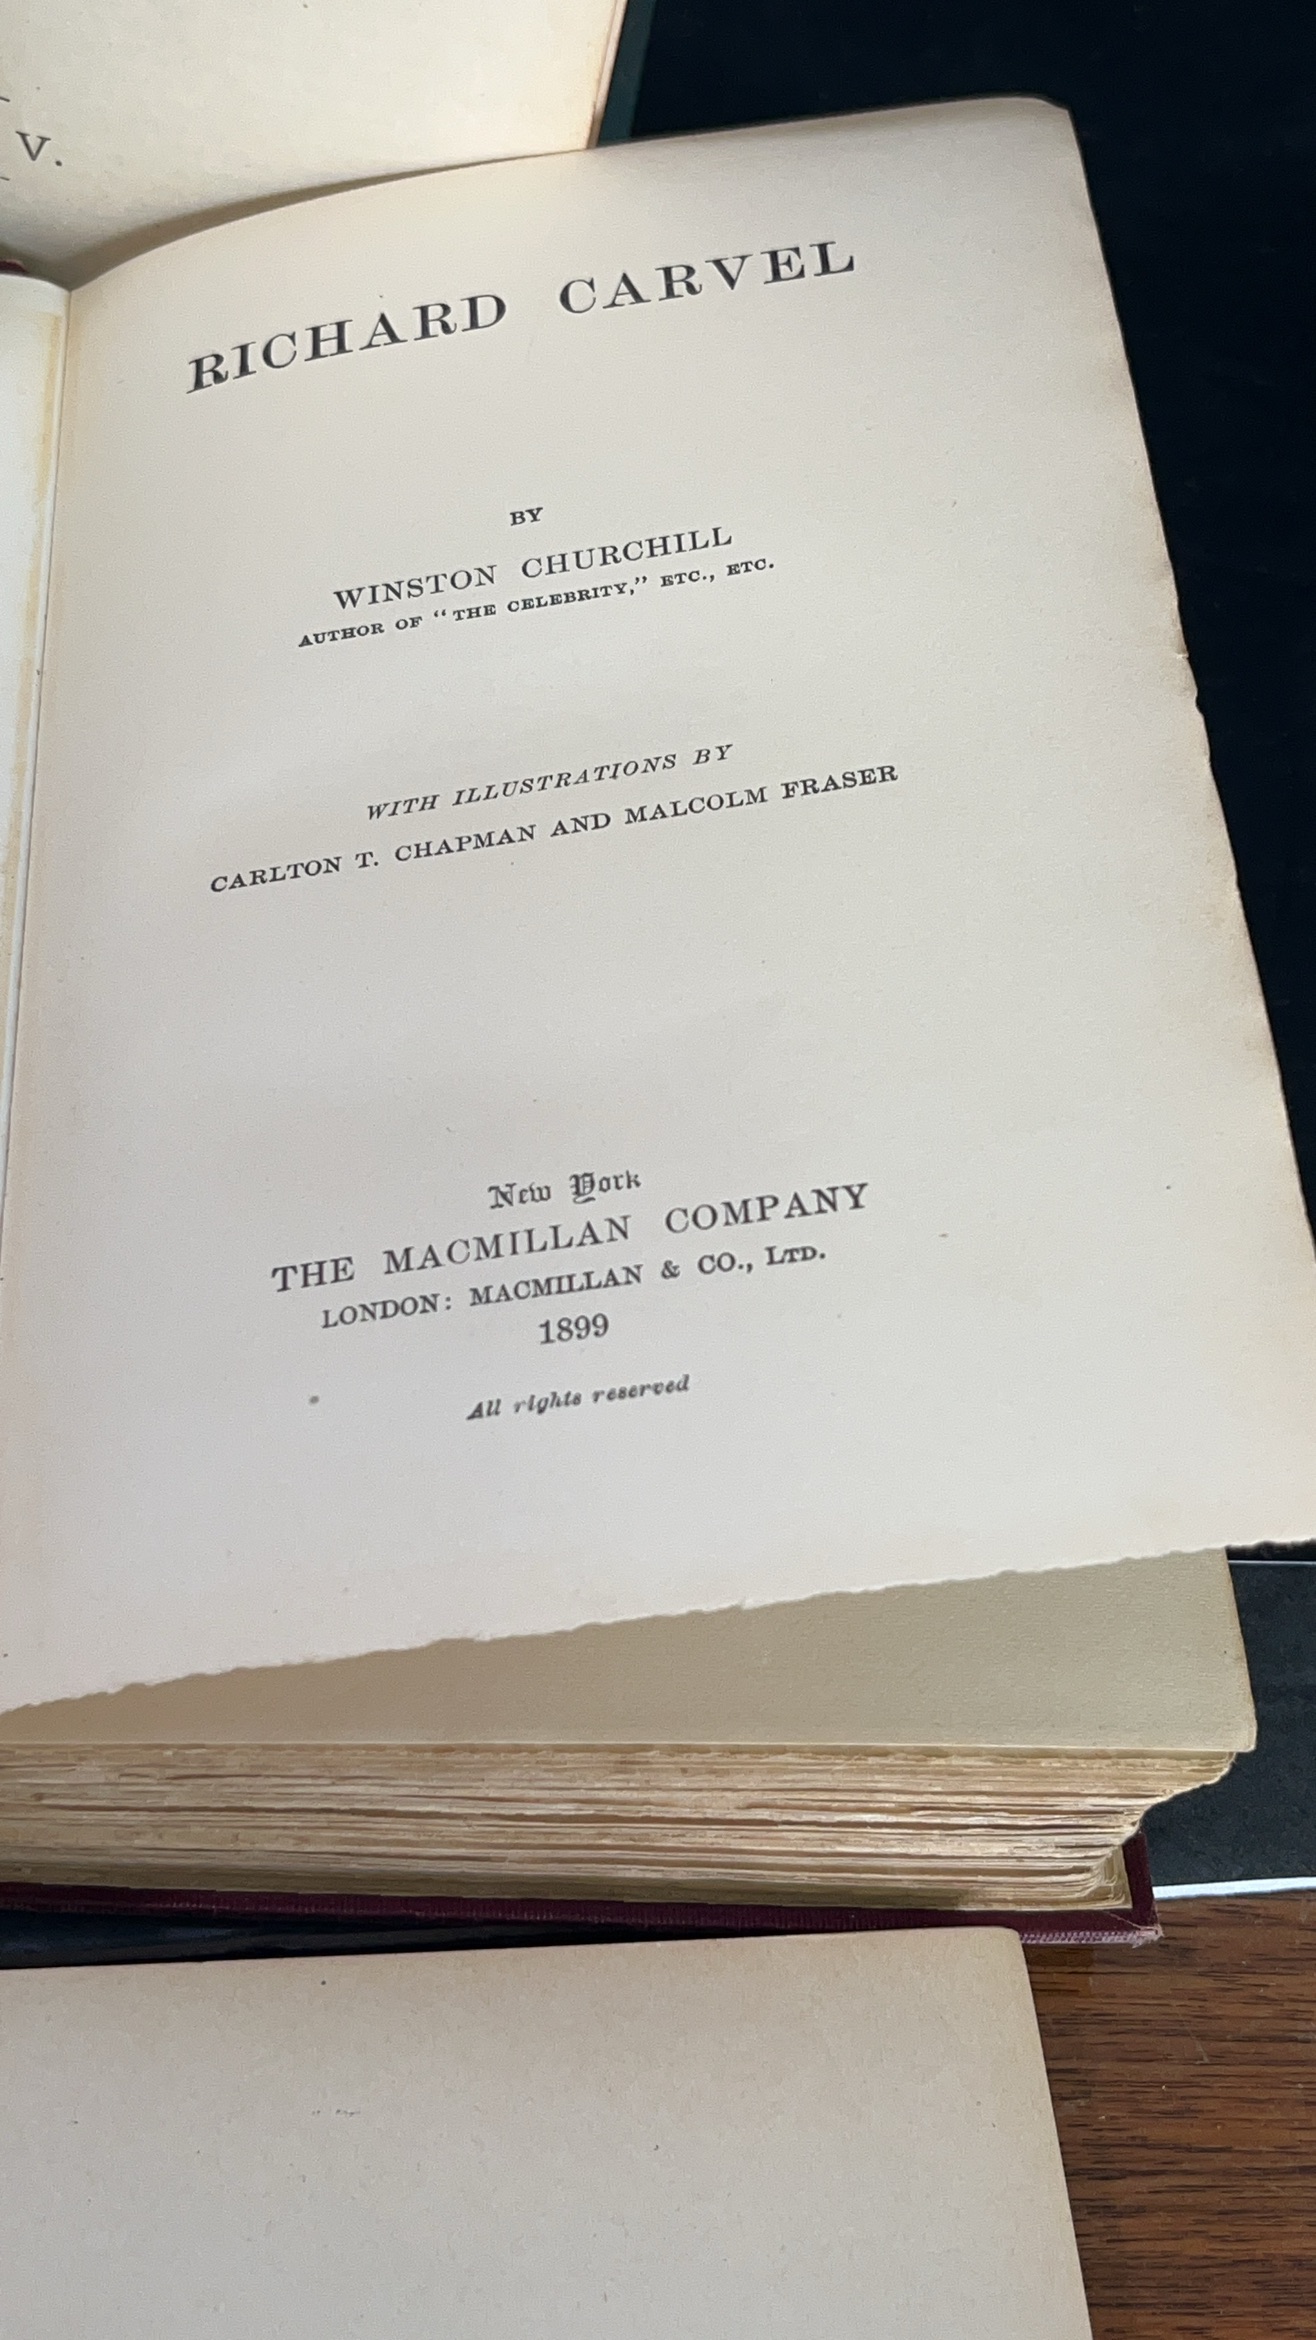 V.
RICHARD CARVEL
BY
WINSTON CHURCHILL
AUTHOR OF “THE CELEBRITY,” ETC., ETC.
WITH ILLUSTRATIONS BY
CARLTON T. CHAPMAN AND MALCOLM FRASER
New York
THE MACMILLAN COMPANY
LONDON: MACMILLAN & CO., LTD.
1899
All rights reserved